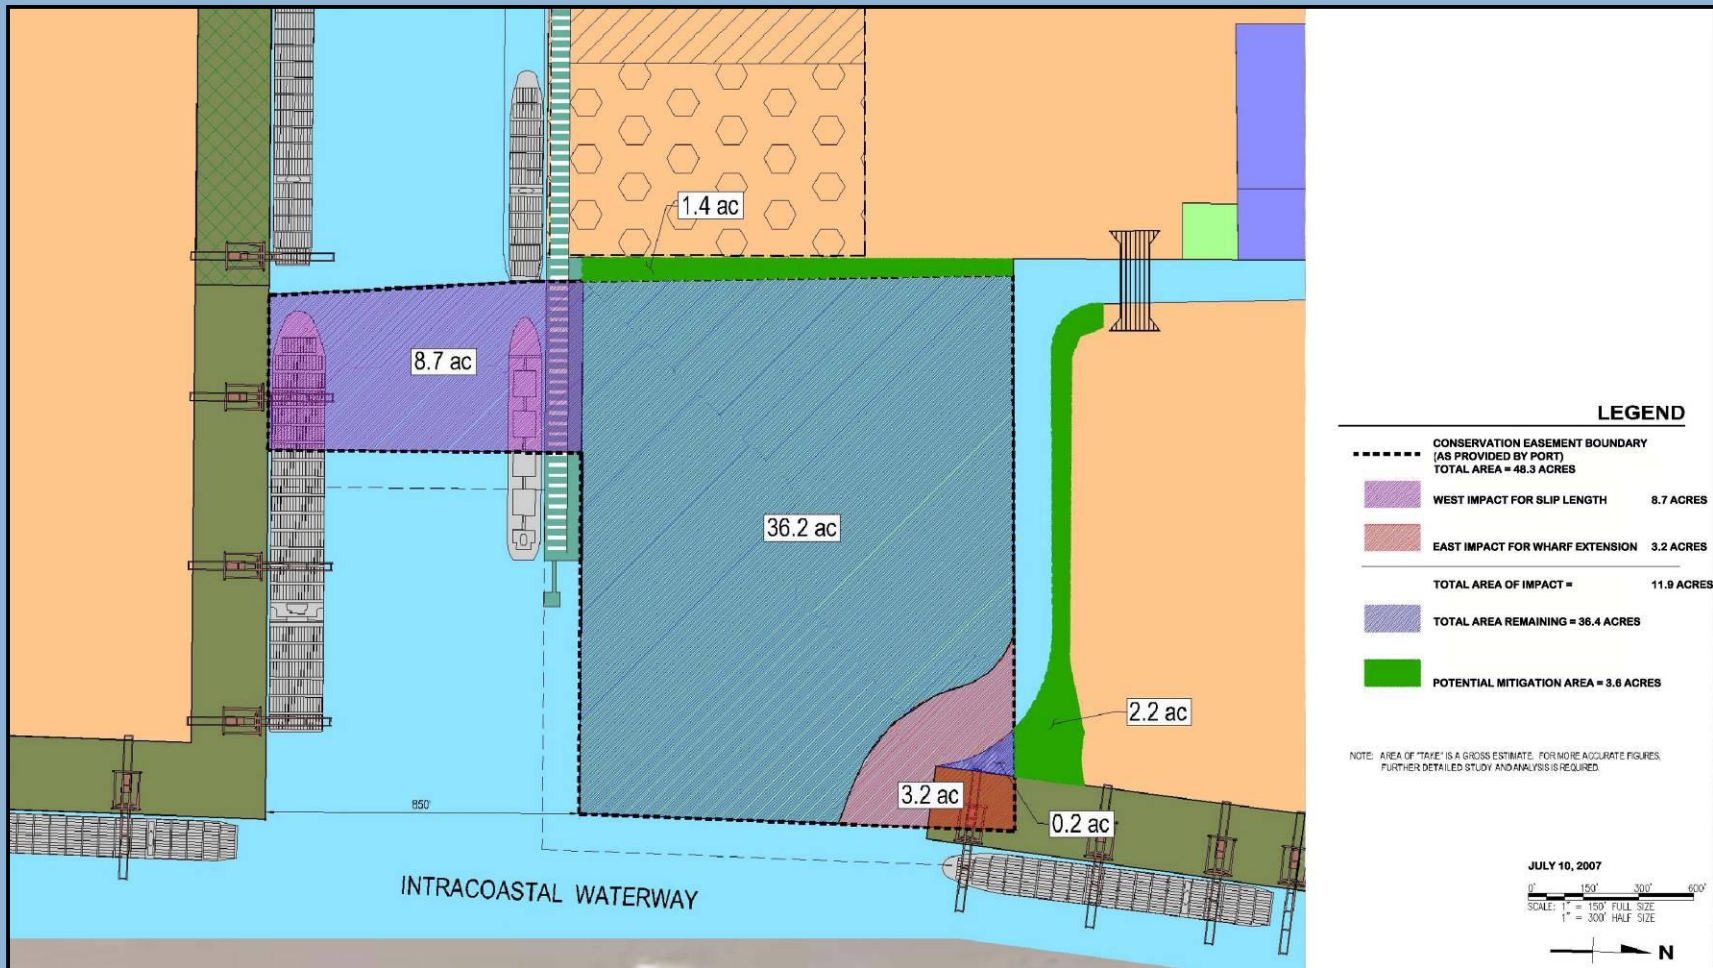 1.4 ac
8.7 ac
36.2 ac
2.2 ac
3.2 ac
0.2 ac
850'
INTRACOASTAL WATERWAY
LEGEND
CONSERVATION EASEMENT BOUNDARY
(AS PROVIDED BY PORT)
TOTAL AREA = 48.3 ACRES
WEST IMPACT FOR SLIP LENGTH 8.7 ACRES
EAST IMPACT FOR WHARF EXTENSION 3.2 ACRES
TOTAL AREA OF IMPACT = 11.9 ACRES
TOTAL AREA REMAINING = 36.4 ACRES
POTENTIAL MITIGATION AREA = 3.6 ACRES
NOTE: AREA OF "TAKE" IS A GROSS ESTIMATE. FOR MORE ACCURATE FIGURES,
FURTHER DETAILED STUDY AND ANALYSIS IS REQUIRED.
JULY 10, 2007
0' 150' 300' 600'
SCALE: 1" = 150' FULL SIZE
1" = 300' HALF SIZE
N